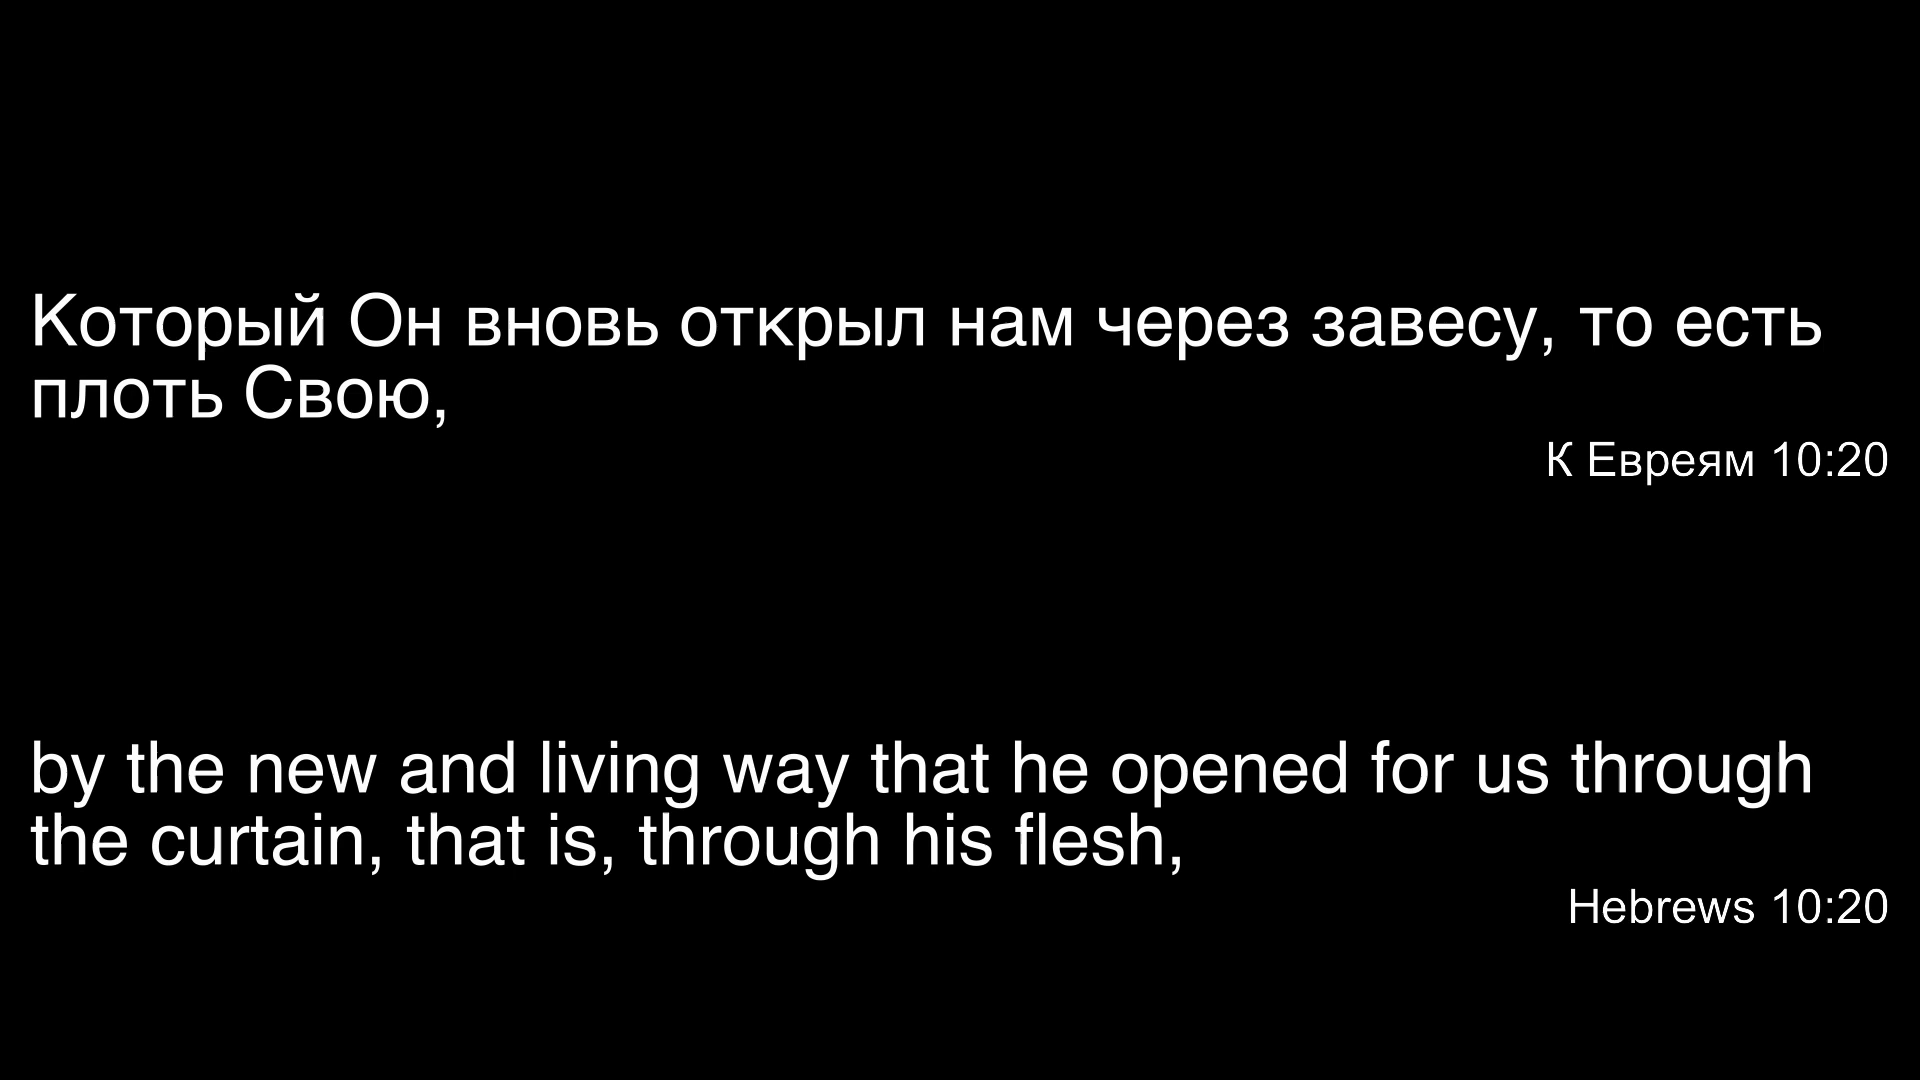 Который Он вновь открыл нам через завесу, то есть
плоть Свою,
К Евреям 10:20
by the new and living way that he opened for us through
the curtain, that is, through his flesh,
Hebrews 10:20